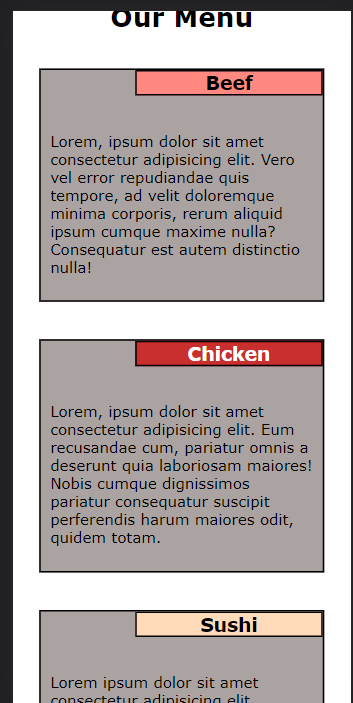 Our Menu
Beef
Lorem, ipsum dolor sit amet
consectetur adipisicing elit. Vero
vel error repudiandae quis
tempore, ad velit doloremque
minima corporis, rerum aliquid
ipsum cumque maxime nulla?
Consequatur est autem distinctio
nulla!
Chicken
Lorem, ipsum dolor sit amet
consectetur adipisicing elit. Eum
recusandae cum, pariatur omnis a
deserunt quia laboriosam maiores!
Nobis cumque dignissimos
pariatur consequatur suscipit
perferendis harum maiores odit,
quidem totam.
Sushi
Lorem ipsum dolor sit amet
consectetur adipisicing elit.